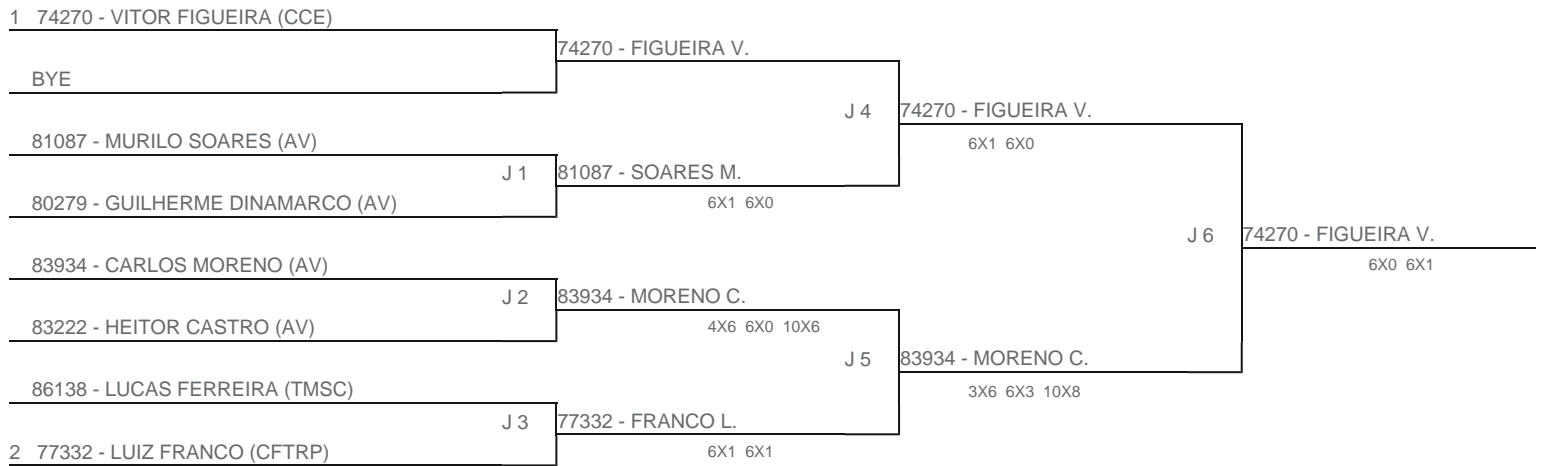 1 74270 - VITOR FIGUEIRA (CCE)
74270 - FIGUEIRA V.
BYE
J 4 74270 - FIGUEIRA V.
81087 - MURILO SOARES (AV)
6X1 6X0
J 1 81087 - SOARES M.
80279 - GUILHERME DINAMARCO (AV)
6X1 6X0
J 6 74270 - FIGUEIRA V.
83934 - CARLOS MORENO (AV)
6X0 6X1
J 2 83934 - MORENO C.
83222 - HEITOR CASTRO (AV)
4X6 6X0 10X6
J 5 83934 - MORENO C.
86138 - LUCAS FERREIRA (TMSC)
3X6 6X3 10X8
J 3 77332 - FRANCO L.
2 77332 - LUIZ FRANCO (CFTRP)
6X1 6X1